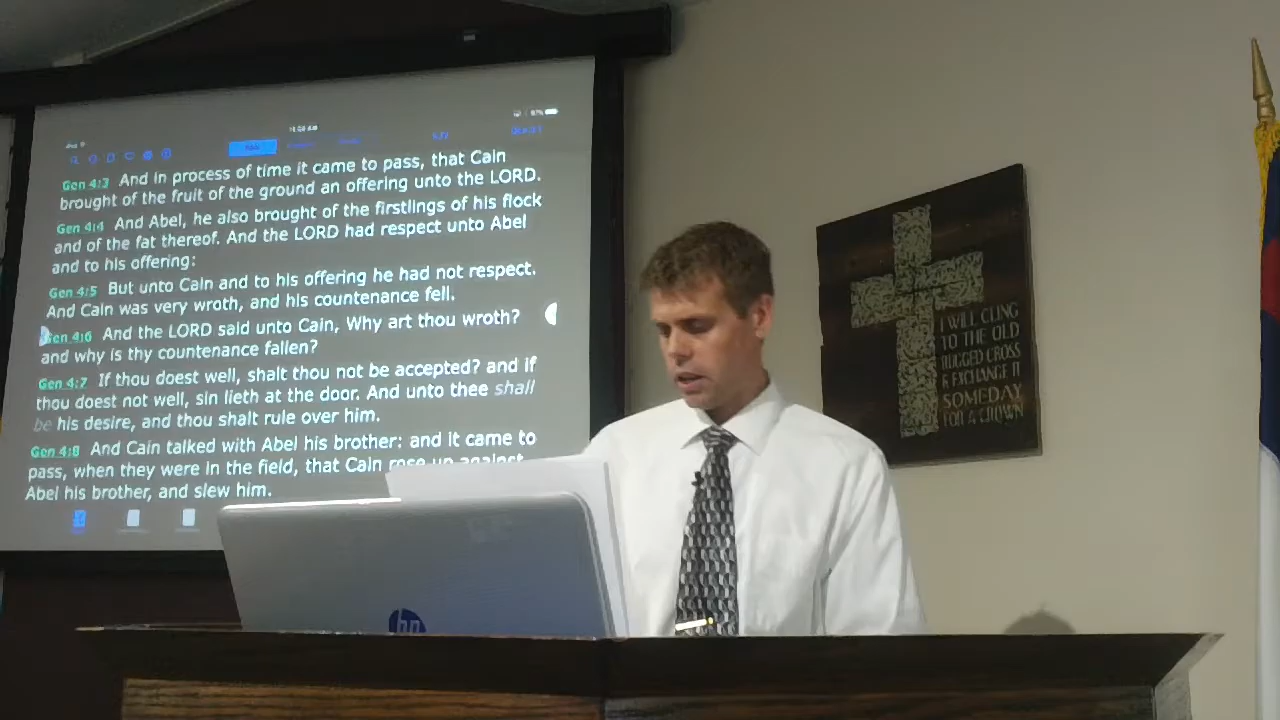 Gen 4:3 And in process of time it came to pass, that Cain
brought of the fruit of the ground an offering unto the LORD.
Gen 4:4 And Abel, he also brought of the firstlings of his flock
and of the fat thereof. And the LORD had respect unto Abel
and to his offering:
Gen 4:5 But unto Cain and to his offering he had not respect.
And Cain was very wroth, and his countenance fell.
Gen 4:6 And the LORD said unto Cain, Why art thou wroth?
and why is thy countenance fallen?
Gen 4:7 If thou doest well, shalt thou not be accepted? and if
thou doest not well, sin lieth at the door. And unto thee shall
be his desire, and thou shalt rule over him.
Gen 4:8 And Cain talked with Abel his brother: and it came to
pass, when they were in the field, that Cain rose up against
Abel his brother, and slew him.
hp
I WILL CLING
TO THE OLD
RUGGED CROSS
& EXCHANGE IT
SOMEDAY
FOR A CROWN